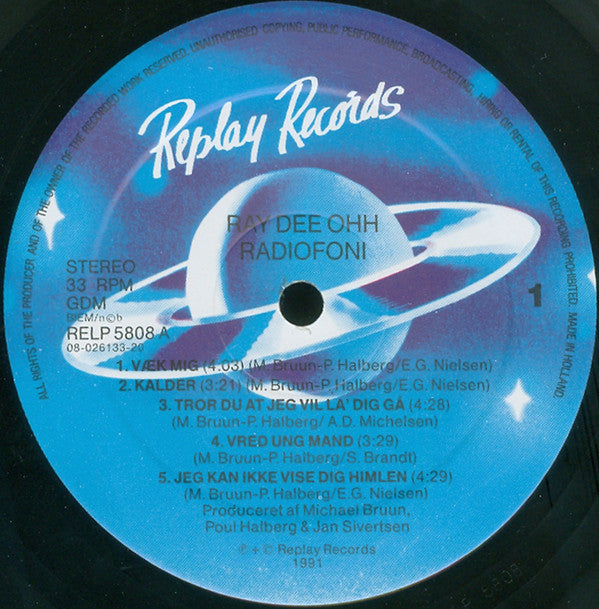 ALL RIGHTS OF THE PRODUCER AND OF THE OWNER OF THE RECORDED WORK RESERVED. UNAUTHORISED COPYING, PUBLIC PERFORMANCE, BROADCASTING, HIRING OR RENTAL OF THIS RECORDING PROHIBITED. MADE IN HOLLAND.
Replay Records
RAY DEE OHH
RADIOFONI
STEREO
33 RPM
GDM
BIEM/n©b
RELP 5808 A
08-026133-20
1
1. VÆK MIG (4.03) (M. Bruun-P. Halberg/E.G. Nielsen)
2. KALDER (3:21) (M. Bruun-P. Halberg/E.G. Nielsen)
3. TROR DU AT JEG VIL LA' DIG GÅ (4:28)
(M. Bruun-P. Halberg/ A.D. Michelsen)
4. VRED UNG MAND (3:29)
(M. Bruun-P. Halberg/S. Brandt)
5. JEG KAN IKKE VISE DIG HIMLEN (4:29)
(M. Bruun-P. Halberg/E.G. Nielsen)
Produceret af Michael Bruun,
Poul Halberg & Jan Sivertsen
℗ + © Replay Records
1991